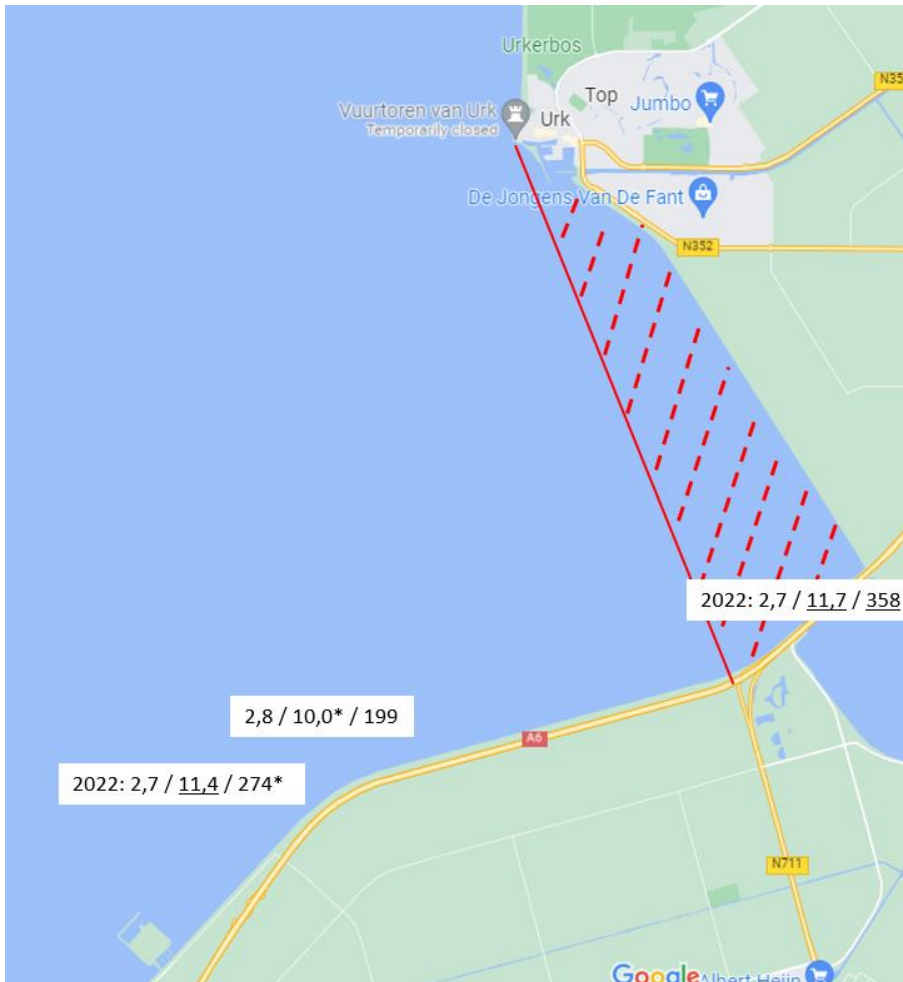 Urkerbos
N35
Top
Jumbo
Vuurtoren van Urk
Temporarily closed
Urk
De Jongens Van De Fant
N352
2022: 2,7 / 11,7 / 358
2,8 / 10,0* / 199
A6
2022: 2,7 / 11,4 / 274*
N711
Google
Albert Heijn